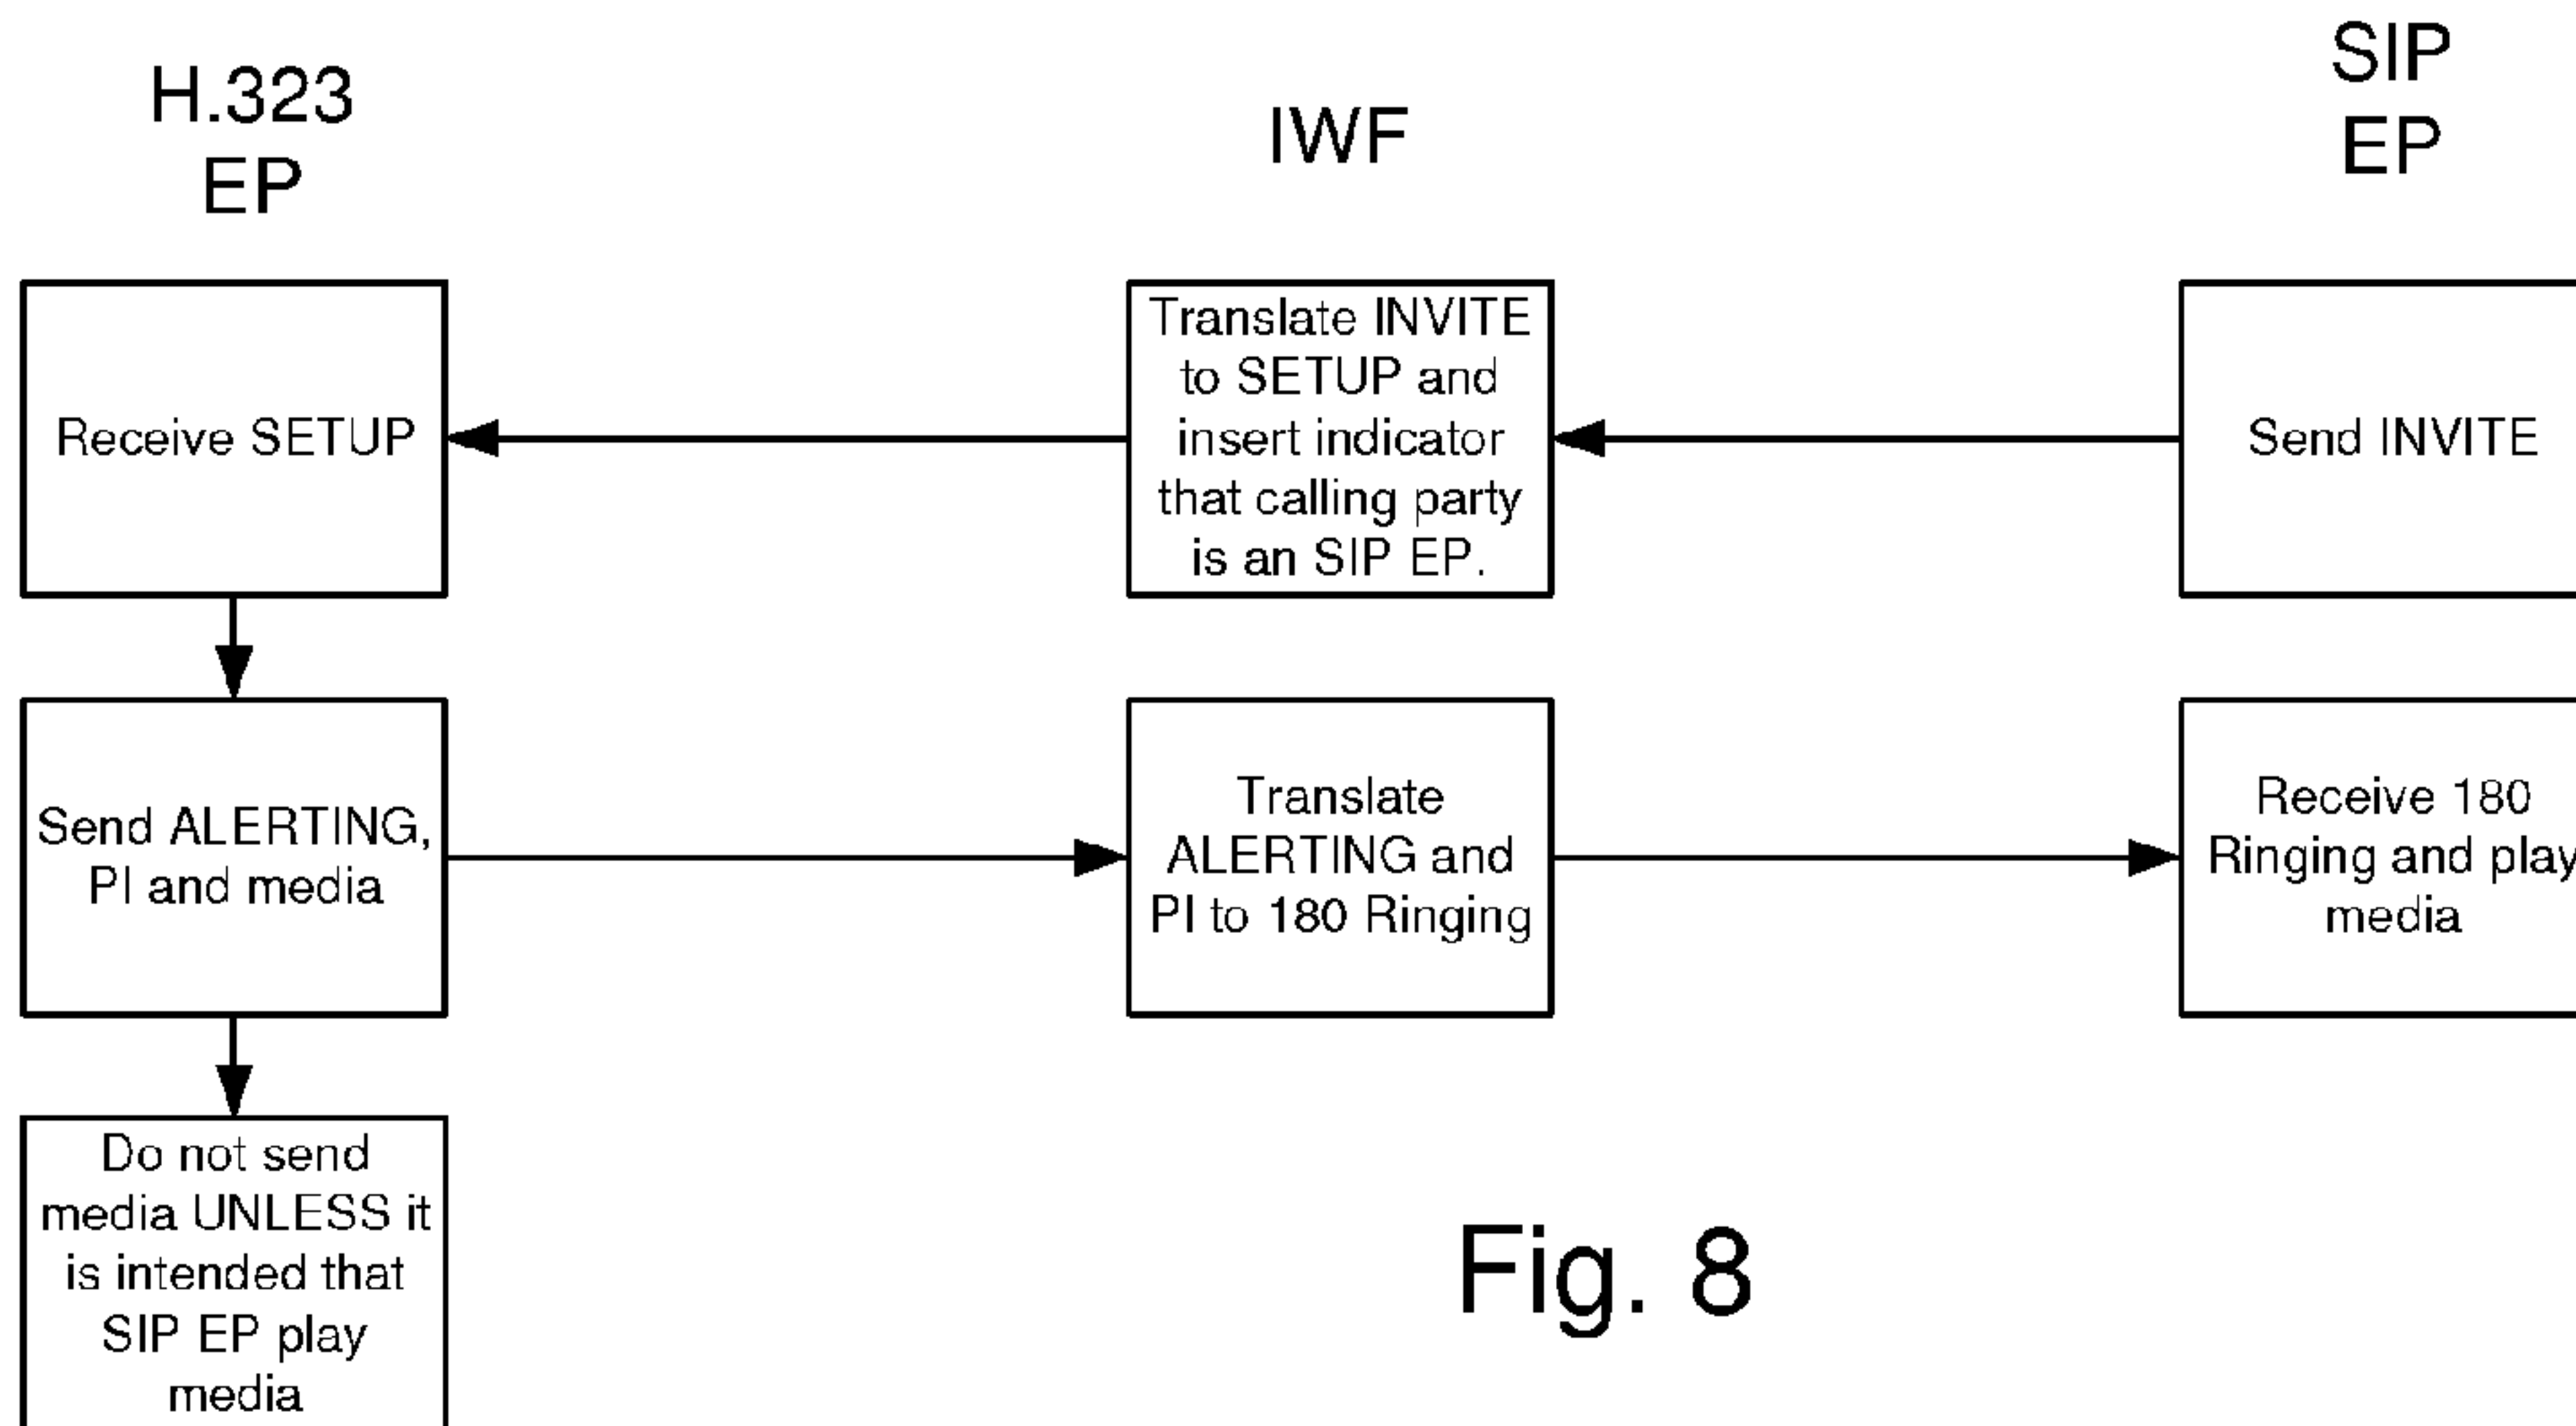 H.323
EP
IWF
SIP
EP
Receive SETUP
Translate INVITE
to SETUP and
insert indicator
that calling party
is an SIP EP.
Send INVITE
Send ALERTING,
PI and media
Translate
ALERTING and
PI to 180 Ringing
Receive 180
Ringing and play
media
Do not send
media UNLESS it
is intended that
SIP EP play
media
Fig. 8